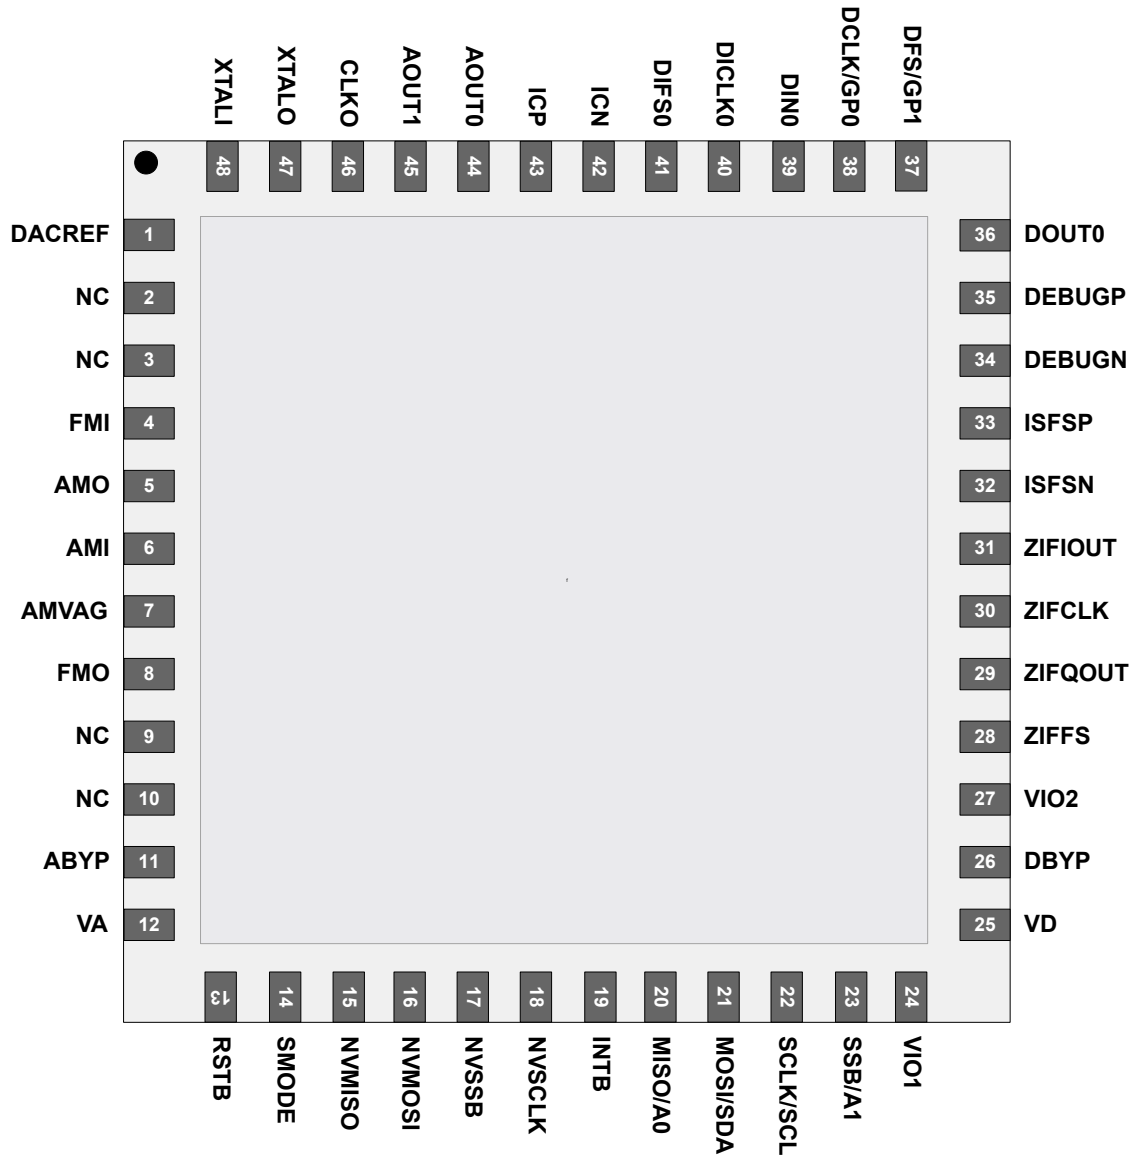 XTALI
XTALO
CLKO
AOUT1
AOUT0
ICP
ICN
DIFS0
DICLK0
DIN0
DCLK/GP0
DFS/GP1
48
47
46
45
44
43
42
41
40
39
38
37
DACREF 1
NC 2
NC 3
FMI 4
AMO 5
AMI 6
AMVAG 7
FMO 8
NC 9
NC 10
ABYP 11
VA 12
36 DOUT0
35 DEBUGP
34 DEBUGN
33 ISFSP
32 ISFSN
31 ZIFIOUT
30 ZIFCLK
29 ZIFQOUT
28 ZIFFS
27 VIO2
26 DBYP
25 VD
13
14
15
16
17
18
19
20
21
22
23
24
RSTB
SMODE
NVMISO
NVMOSI
NVSSB
NVSCLK
INTB
MISO/A0
MOSI/SDA
SCLK/SCL
SSB/A1
VIO1